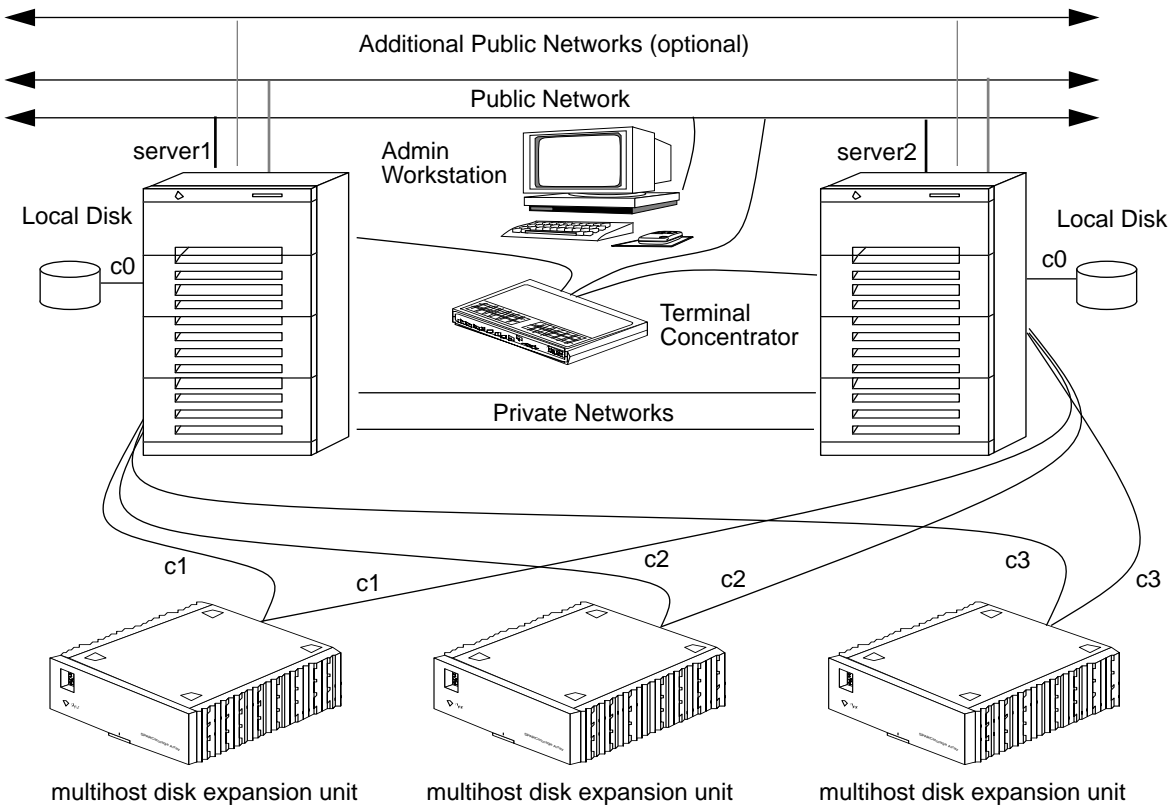 Additional Public Networks (optional)
Public Network
server1
Admin
Workstation
server2
Local Disk
Local Disk
c0
c0
Terminal
Concentrator
Private Networks
c1
c1
c2
c2
c3
c3
multihost disk expansion unit
multihost disk expansion unit
multihost disk expansion unit